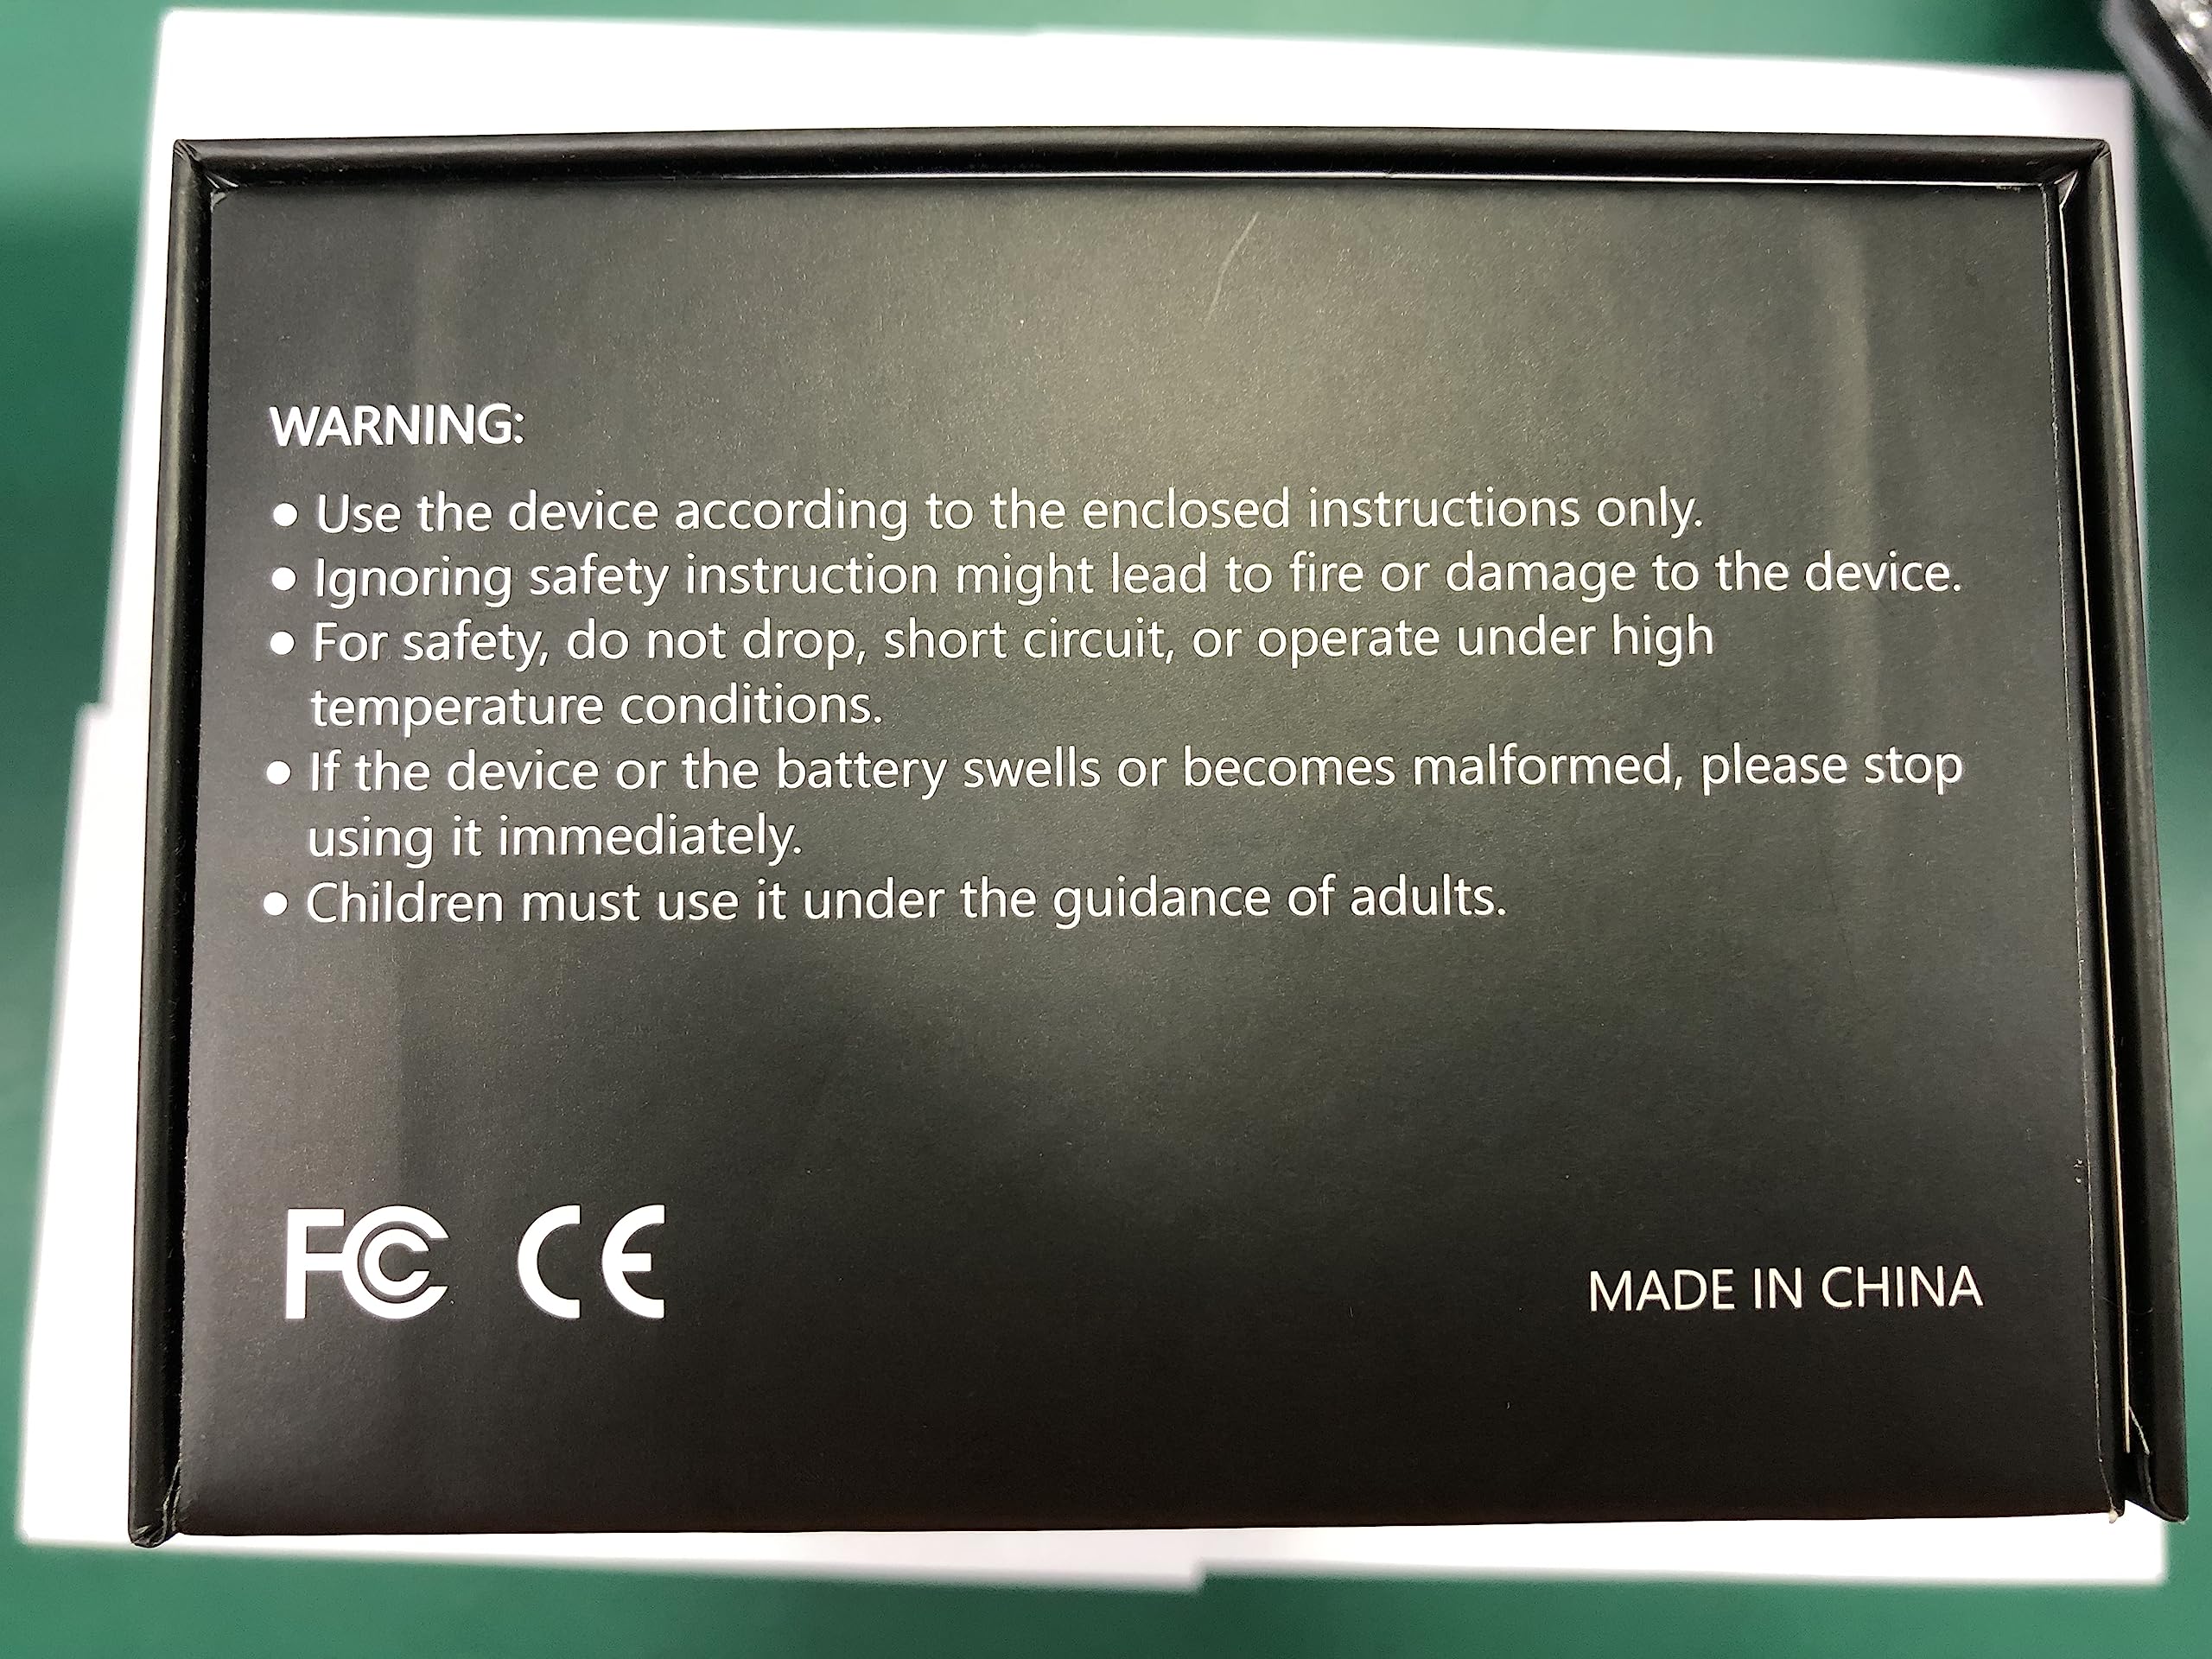 WARNING:
● Use the device according to the enclosed instructions only.
● Ignoring safety instruction might lead to fire or damage to the device.
● For safety, do not drop, short circuit, or operate under high
temperature conditions.
● If the device or the battery swells or becomes malformed, please stop
using it immediately.
● Children must use it under the guidance of adults.
FCC CE
MADE IN CHINA